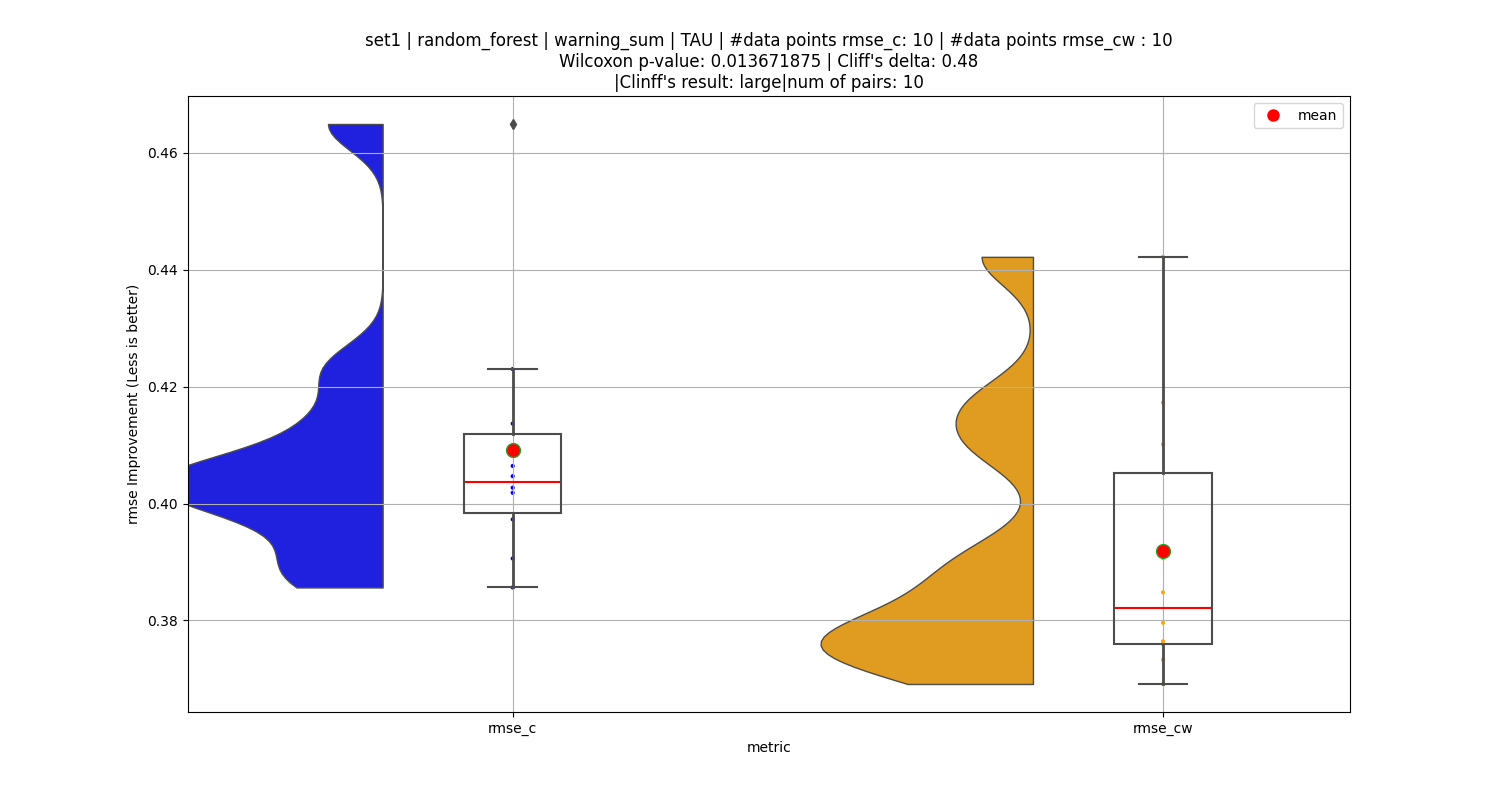 set1 | random_forest | warning_sum | TAU | #data points rmse_c: 10 | #data points rmse_cw : 10
Wilcoxon p-value: 0.013671875 | Cliff's delta: 0.48
|Clinff's result: large|num of pairs: 10
mean
0.46
0.44
0.42
0.40
0.38
rmse Improvement (Less is better)
rmse_c
rmse_cw
metric